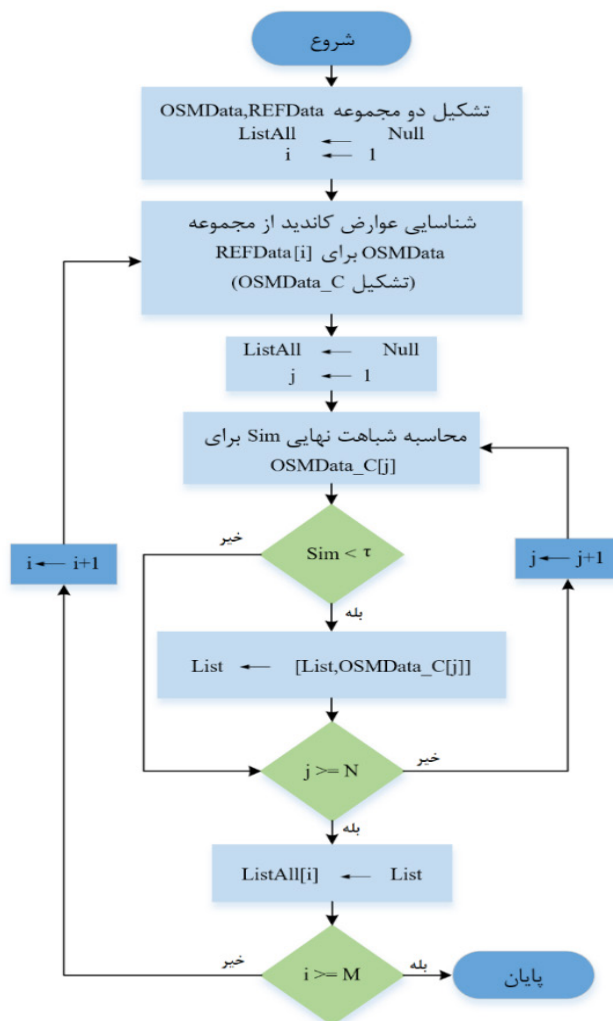 شروع
تشکیل دو مجموعه OSMData,REFData
ListAll ← Null
i ← 1
شناسایی عوارض کاندید از مجموعه
OSMData برای REFData[i]
(تشکیل OSMData_C)
ListAll ← Null
j ← 1
محاسبه شباهت نهایی Sim برای
OSMData_C[j]
خیر
Sim < τ
i ← i+1
j ← j+1
بله
List ← [List,OSMData_C[j]]
j >= N
خیر
بله
ListAll[i] ← List
خیر
i >= M
بله
پایان